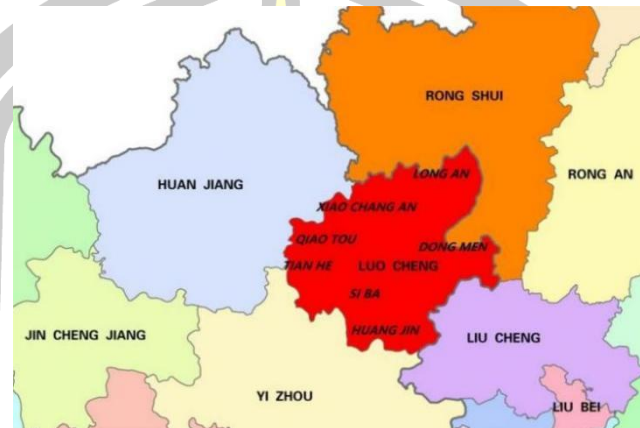 RONG SHUI
LONG AN
RONG AN
HUAN JIANG
XIAO CHANG AN
QIAO TOU
DONG MEN
TIAN HE
LUO CHENG
SI BA
HUANG JIN
JIN CHENG JIANG
LIU CHENG
YI ZHOU
LIU BEI